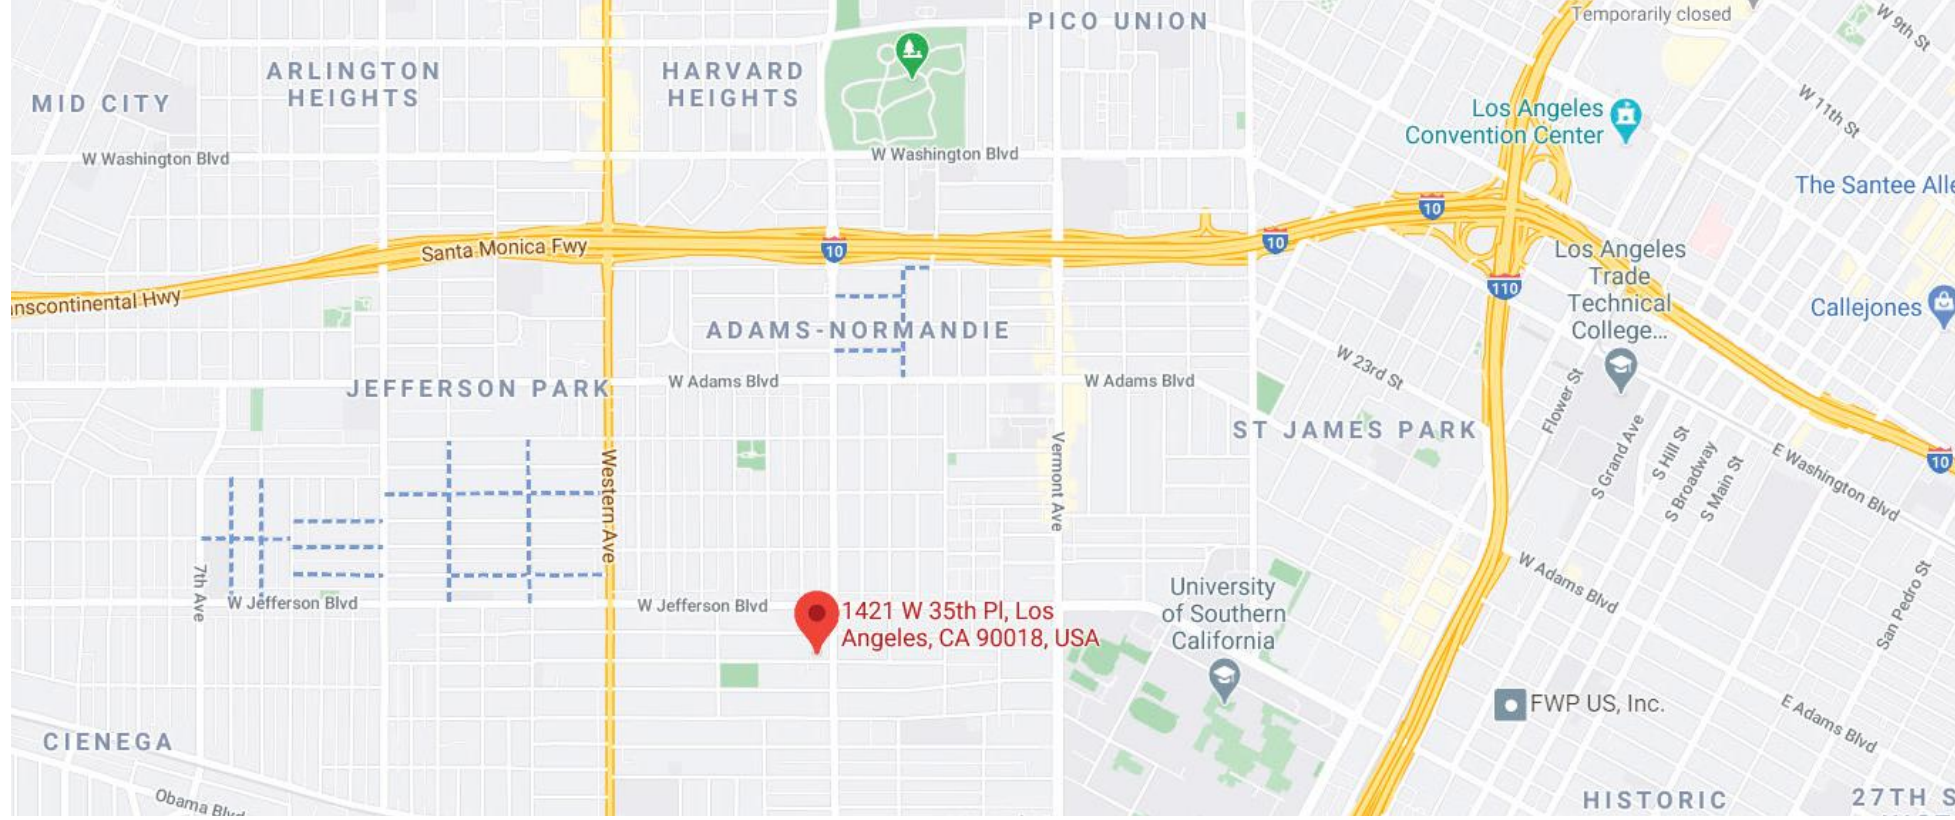 PICO UNION
Temporarily closed
W 9th St
ARLINGTON
HEIGHTS
HARVARD
HEIGHTS
MID CITY
W 11th St
Los Angeles
Convention Center
W Washington Blvd
W Washington Blvd
The Santee Alle
10
Santa Monica Fwy
10
10
Los Angeles
Trade
Technical
College...
110
nscontinental Hwy
Callejones
ADAMS-NORMANDIE
W 23rd St
JEFFERSON PARK
W Adams Blvd
W Adams Blvd
Flower St
ST JAMES PARK
S Grand Ave
S Hill St
S Broadway
S Main St
E Washington Blvd
10
Vermont Ave
Western Ave
7th Ave
W Jefferson Blvd
W Jefferson Blvd
1421 W 35th Pl, Los
Angeles, CA 90018, USA
University
of Southern
California
W Adams Blvd
San Pedro St
FWP US, Inc.
E Adams Blvd
CIENEGA
Obama Blvd
HISTORIC
27TH S